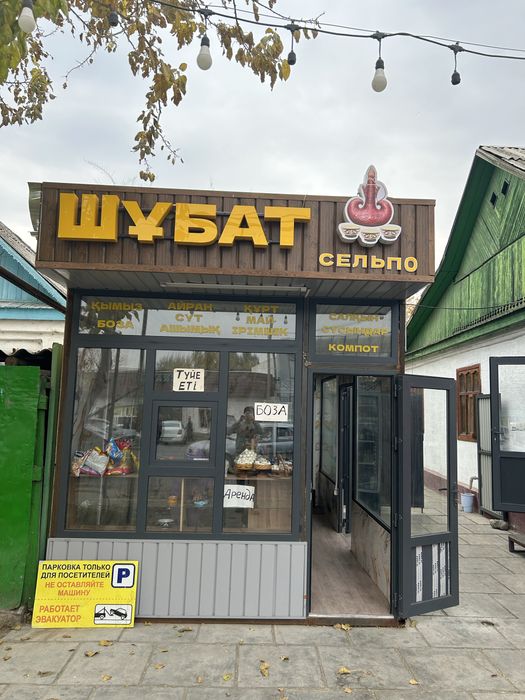 ШҰБАТ
СЕЛЬПО
ҚЫМЫЗ
БОЗА
АЙРАН
СҮТ
АШЫМЫҚ
ҚҰРТ
МАЙ
ІРІМШІК
САЛҚЫН
СУСЫНДАР
КОМПОТ
ТҮЙЕ
ЕТІ!
БОЗА
Аренда
ПАРКОВКА ТОЛЬКО
ДЛЯ ПОСЕТИТЕЛЕЙ
P
НЕ ОСТАВЛЯЙТЕ
МАШИНУ
РАБОТАЕТ
ЭВАКУАТОР